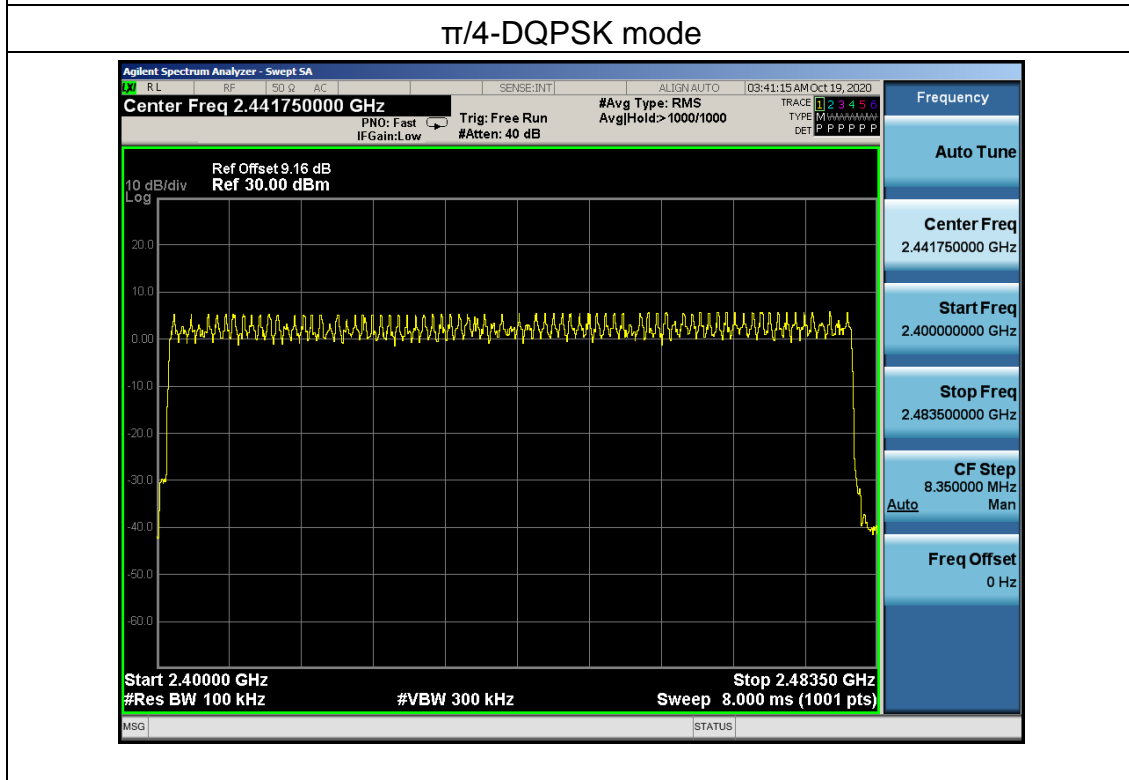 π/4-DQPSK mode
Agilent Spectrum Analyzer - Swept SA
LXI RL RF 50 Ω AC SENSE:INT ALIGN AUTO 03:41:15 AM Oct 19, 2020
Center Freq 2.441750000 GHz
PNO: Fast
IFGain:Low
Trig: Free Run
#Atten: 40 dB
#Avg Type: RMS
Avg|Hold:>1000/1000
TRACE 1 2 3 4 5 6
TYPE M W W W W W
DET P P P P P P
Ref Offset 9.16 dB
10 dB/div Ref 30.00 dBm
Log
20.0
10.0
0.00
-10.0
-20.0
-30.0
-40.0
-50.0
-60.0
Start 2.40000 GHz Stop 2.48350 GHz
#Res BW 100 kHz #VBW 300 kHz Sweep 8.000 ms (1001 pts)
MSG STATUS
Frequency
Auto Tune
Center Freq
2.441750000 GHz
Start Freq
2.400000000 GHz
Stop Freq
2.483500000 GHz
CF Step
8.350000 MHz
Auto Man
Freq Offset
0 Hz